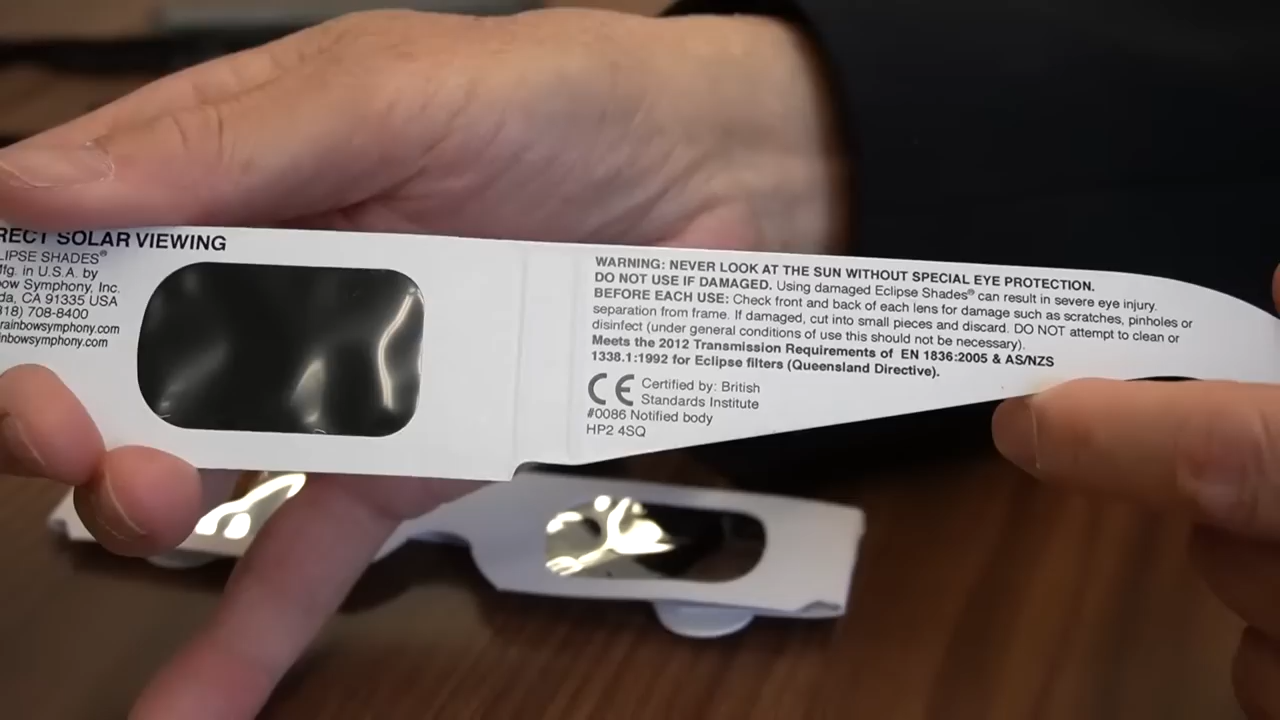 RECT SOLAR VIEWING
LIPSE SHADES®
Mfg. in U.S.A. by
bow Symphony, Inc.
da, CA 91335 USA
818) 708-8400
rainbowsymphony.com
inbowsymphony.com
WARNING: NEVER LOOK AT THE SUN WITHOUT SPECIAL EYE PROTECTION.
DO NOT USE IF DAMAGED. Using damaged Eclipse Shades® can result in severe eye injury.
BEFORE EACH USE: Check front and back of each lens for damage such as scratches, pinholes or
separation from frame. If damaged, cut into small pieces and discard. DO NOT attempt to clean or
disinfect (under general conditions of use this should not be necessary).
Meets the 2012 Transmission Requirements of EN 1836:2005 & AS/NZS
1338.1:1992 for Eclipse filters (Queensland Directive).
CE Certified by: British
Standards Institute
#0086 Notified body
HP2 4SQ